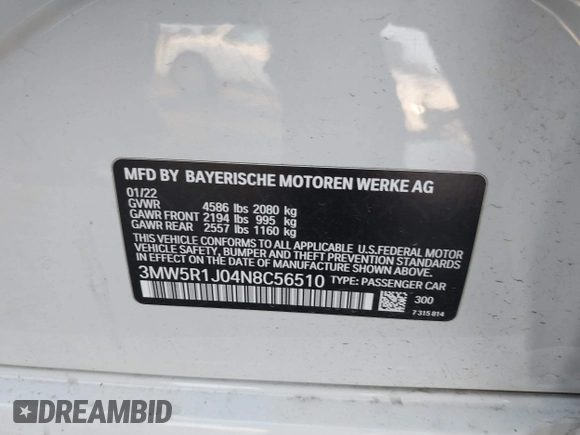 MFD BY BAYERISCHE MOTOREN WERKE AG
01/22
GVWR 4586 lbs 2080 kg
GAWR FRONT 2194 lbs 995 kg
GAWR REAR 2557 lbs 1160 kg
THIS VEHICLE CONFORMS TO ALL APPLICABLE U.S.FEDERAL MOTOR
VEHICLE SAFETY, BUMPER AND THEFT PREVENTION STANDARDS
IN EFFECT ON THE DATE OF MANUFACTURE SHOWN ABOVE.
3MW5R1J04N8C56510 TYPE: PASSENGER CAR
300
7 315 814
DREAMBID